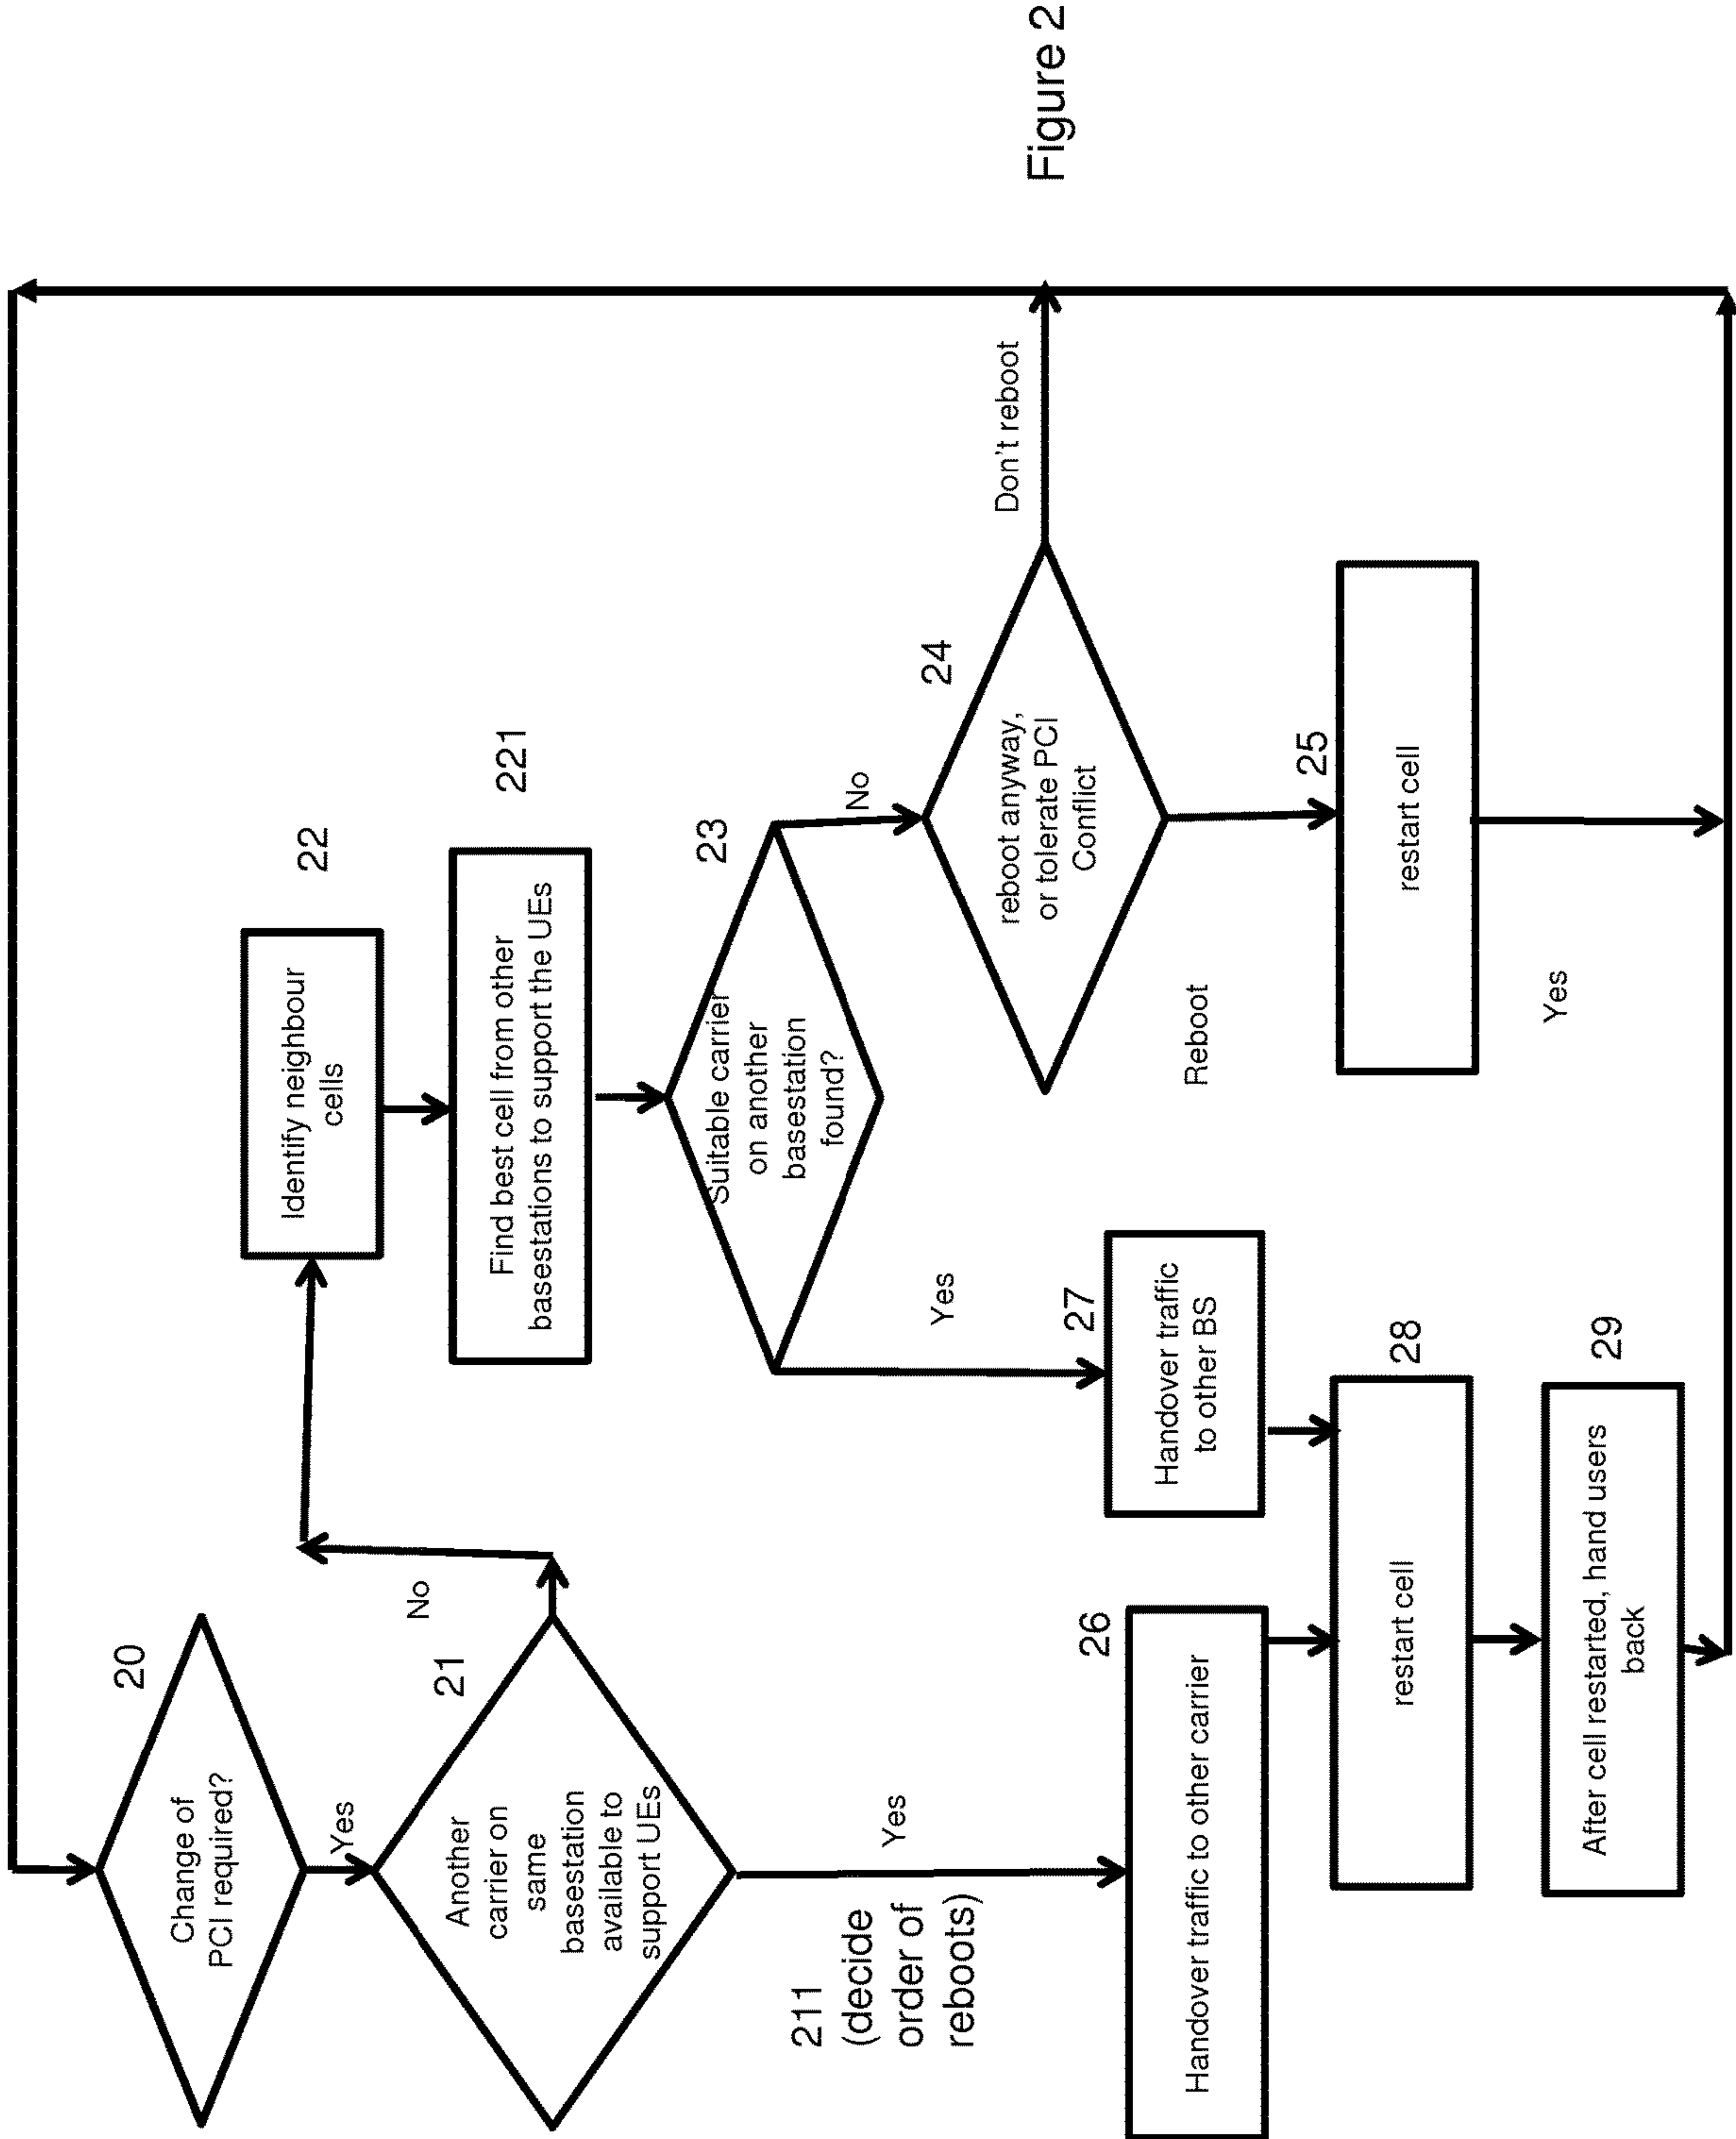 20
Change of
PCI required?
Yes
21
Another
carrier on
same
basestation
available to
support UEs
No
22
Identify neighbour
cells
221
Find best cell from other
basestations to support the UEs
23
Suitable carrier
on another
basestation
found?
No
24
reboot anyway,
or tolerate PCI
Conflict
Don't reboot
Reboot
25
restart cell
Yes
Yes
27
Handover traffic
to other BS
Yes
211
(decide
order of
reboots)
26
Handover traffic to other carrier
28
restart cell
29
After cell restarted, hand users
back
Figure 2